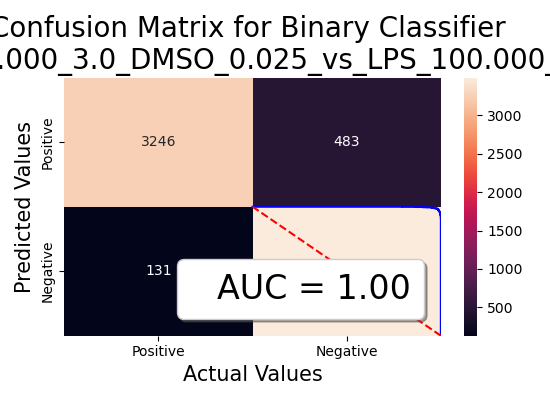 Confusion Matrix for Binary Classifier
.000_3.0_DMSO_0.025_vs_LPS_100.000_
Predicted Values
Positive
Negative
3246
483
131
AUC = 1.00
Positive
Negative
Actual Values
3000
2500
2000
1500
1000
500